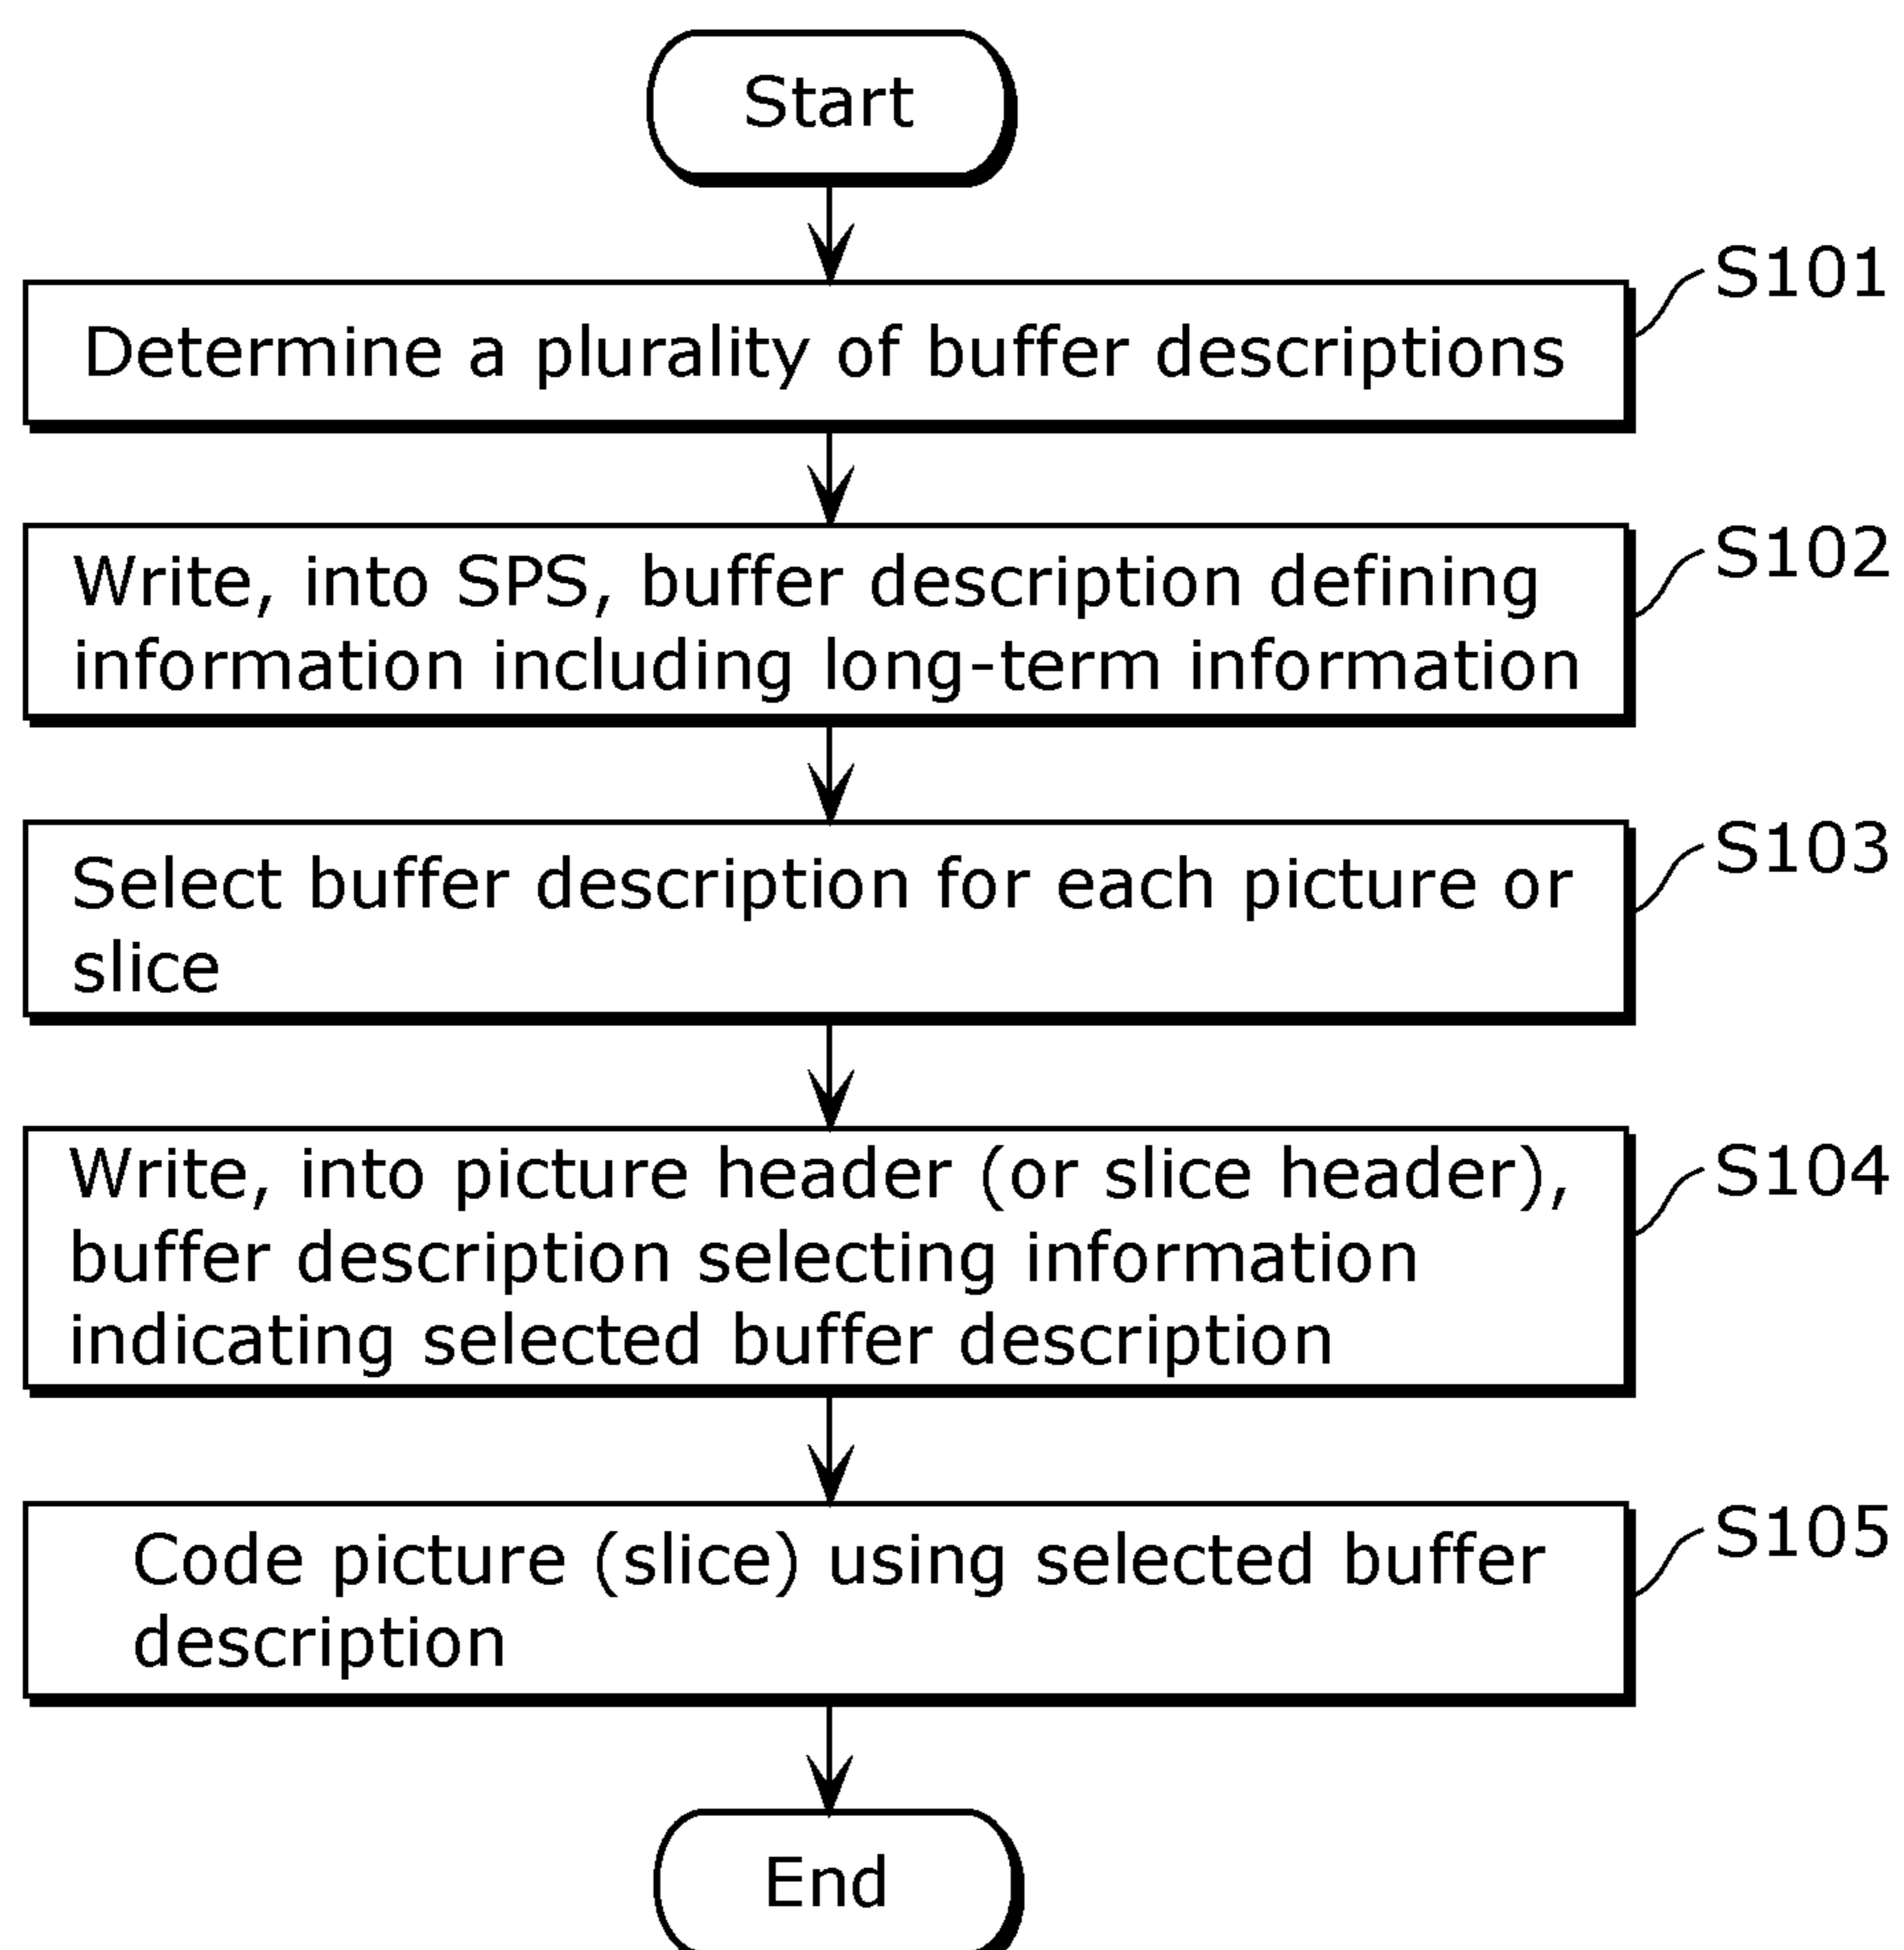 Start
S101
Determine a plurality of buffer descriptions
S102
Write, into SPS, buffer description defining
information including long-term information
S103
Select buffer description for each picture or
slice
S104
Write, into picture header (or slice header),
buffer description selecting information
indicating selected buffer description
S105
Code picture (slice) using selected buffer
description
End